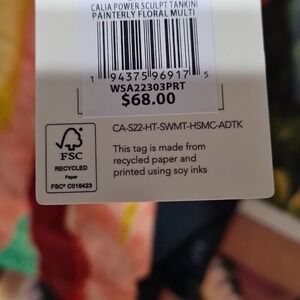 CALIA POWER SCULPT TANKINI
PAINTERLY FLORAL MULTI
1 94375 96917 5
WSA22303PRT
$68.00
CA-S22-HT-SWMT-HSMC-ADTK
FSC
RECYCLED
Paper
FSC® C016423
This tag is made from
recycled paper and
printed using soy inks